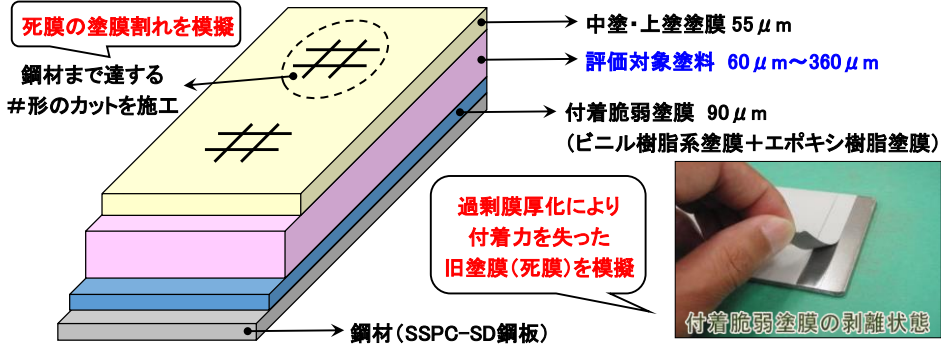 死膜の塗膜割れを模擬
鋼材まで達する
#形のカットを施工
中塗・上塗塗膜 55μm
評価対象塗料 60μm~360μm
付着脆弱塗膜 90μm
(ビニル樹脂系塗膜+エポキシ樹脂塗膜)
過剰膜厚化により
付着力を失った
旧塗膜(死膜)を模擬
付着脆弱塗膜の剥離状態
鋼材(SSPC-SD鋼板)